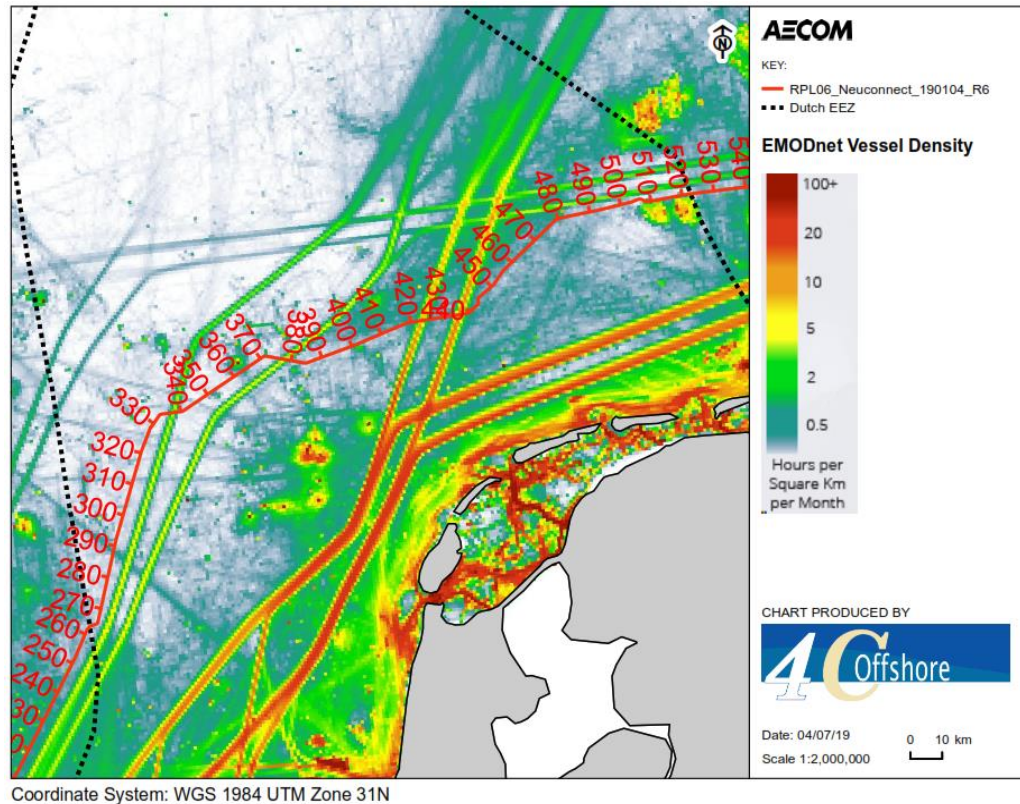 AECOM
KEY:
RPL06_Neuconnect_190104_R6
Dutch EEZ
EMODnet Vessel Density
100+
20
10
5
2
0.5
Hours per
Square Km
per Month
CHART PRODUCED BY
4C Offshore
Date: 04/07/19
0 10 km
Scale 1:2,000,000
N
540
530
520
510
500
490
480
470
460
450
440
430
420
410
400
390
380
370
360
350
340
330
320
310
300
290
280
270
260
250
240
30
0
Coordinate System: WGS 1984 UTM Zone 31N